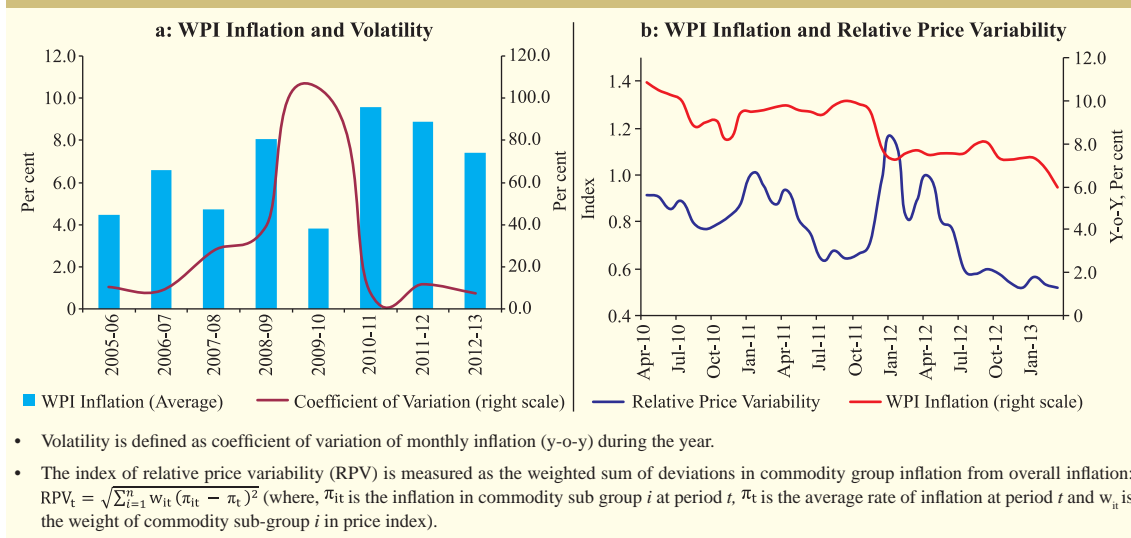 a: WPI Inflation and Volatility
12.0
10.0
8.0
6.0
4.0
2.0
0
Per cent
120.0
100.0
80.0
60.0
40.0
20.0
0.0
Per cent
2005-06
2006-07
2007-08
2008-09
2009-10
2010-11
2011-12
2012-13
WPI Inflation (Average)
Coefficient of Variation (right scale)
b: WPI Inflation and Relative Price Variability
1.4
1.2
1.0
0.8
0.6
0.4
Index
12.0
10.0
8.0
6.0
4.0
2.0
0
Y-o-Y, Per cent
Apr-10
Jul-10
Oct-10
Jan-11
Apr-11
Jul-11
Oct-11
Jan-12
Apr-12
Jul-12
Oct-12
Jan-13
Relative Price Variability
WPI Inflation (right scale)
• Volatility is defined as coefficient of variation of monthly inflation (y-o-y) during the year.
• The index of relative price variability (RPV) is measured as the weighted sum of deviations in commodity group inflation from overall inflation:
RPVₜ = √∑ⁿᵢ₌₁ wᵢₜ (πᵢₜ − πₜ)² (where, πᵢₜ is the inflation in commodity sub group i at period t, πₜ is the average rate of inflation at period t and wᵢₜ is
the weight of commodity sub-group i in price index).